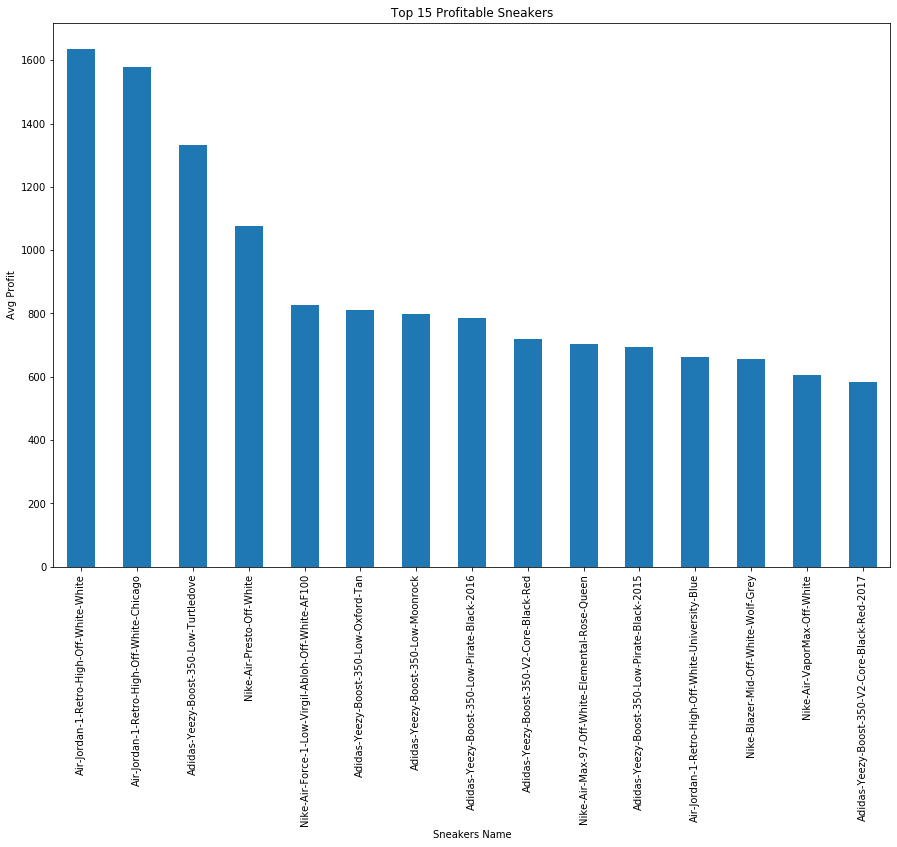 Top 15 Profitable Sneakers
Avg Profit
1600
1400
1200
1000
800
600
400
200
0
Air-Jordan-1-Retro-High-Off-White-White
Air-Jordan-1-Retro-High-Off-White-Chicago
Adidas-Yeezy-Boost-350-Low-Turtledove
Nike-Air-Presto-Off-White
Nike-Air-Force-1-Low-Virgil-Abloh-Off-White-AF100
Adidas-Yeezy-Boost-350-Low-Oxford-Tan
Adidas-Yeezy-Boost-350-Low-Moonrock
Adidas-Yeezy-Boost-350-Low-Pirate-Black-2016
Adidas-Yeezy-Boost-350-V2-Core-Black-Red
Nike-Air-Max-97-Off-White-Elemental-Rose-Queen
Adidas-Yeezy-Boost-350-Low-Pirate-Black-2015
Air-Jordan-1-Retro-High-Off-White-University-Blue
Nike-Blazer-Mid-Off-White-Wolf-Grey
Nike-Air-VaporMax-Off-White
Adidas-Yeezy-Boost-350-V2-Core-Black-Red-2017
Sneakers Name